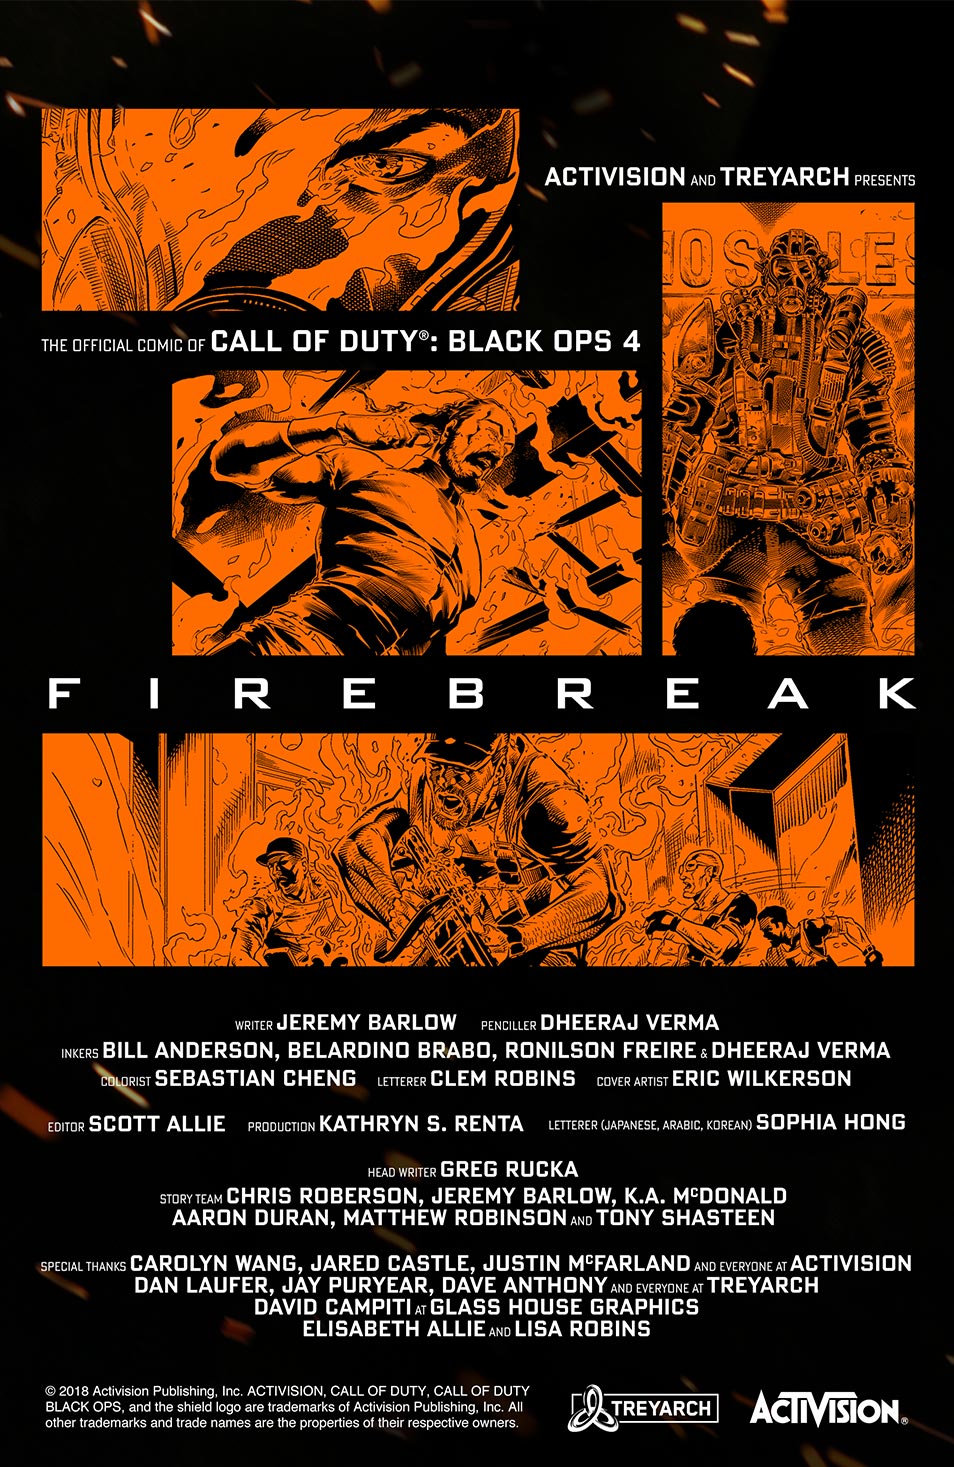 ACTIVISION AND TREYARCH PRESENTS
THE OFFICIAL COMIC OF CALL OF DUTY®: BLACK OPS 4
FIREBREAK
WRITER JEREMY BARLOW PENCILLER DHEERAJ VERMA
INKERS BILL ANDERSON, BELARDINO BRABO, RONILSON FREIRE & DHEERAJ VERMA
COLORIST SEBASTIAN CHENG LETTERER CLEM ROBINS COVER ARTIST ERIC WILKERSON
EDITOR SCOTT ALLIE PRODUCTION KATHRYN S. RENTA LETTERER (JAPANESE, ARABIC, KOREAN) SOPHIA HONG
HEAD WRITER GREG RUCKA
STORY TEAM CHRIS ROBERSON, JEREMY BARLOW, K.A. McDONALD
AARON DURAN, MATTHEW ROBINSON AND TONY SHASTEEN
SPECIAL THANKS CAROLYN WANG, JARED CASTLE, JUSTIN McFARLAND AND EVERYONE AT ACTIVISION
DAN LAUFER, JAY PURYEAR, DAVE ANTHONY AND EVERYONE AT TREYARCH
DAVID CAMPITI AT GLASS HOUSE GRAPHICS
ELISABETH ALLIE AND LISA ROBINS
© 2018 Activision Publishing, Inc. ACTIVISION, CALL OF DUTY, CALL OF DUTY
BLACK OPS, and the shield logo are trademarks of Activision Publishing, Inc. All
other trademarks and trade names are the properties of their respective owners.
TREYARCH
ACTIVISION®